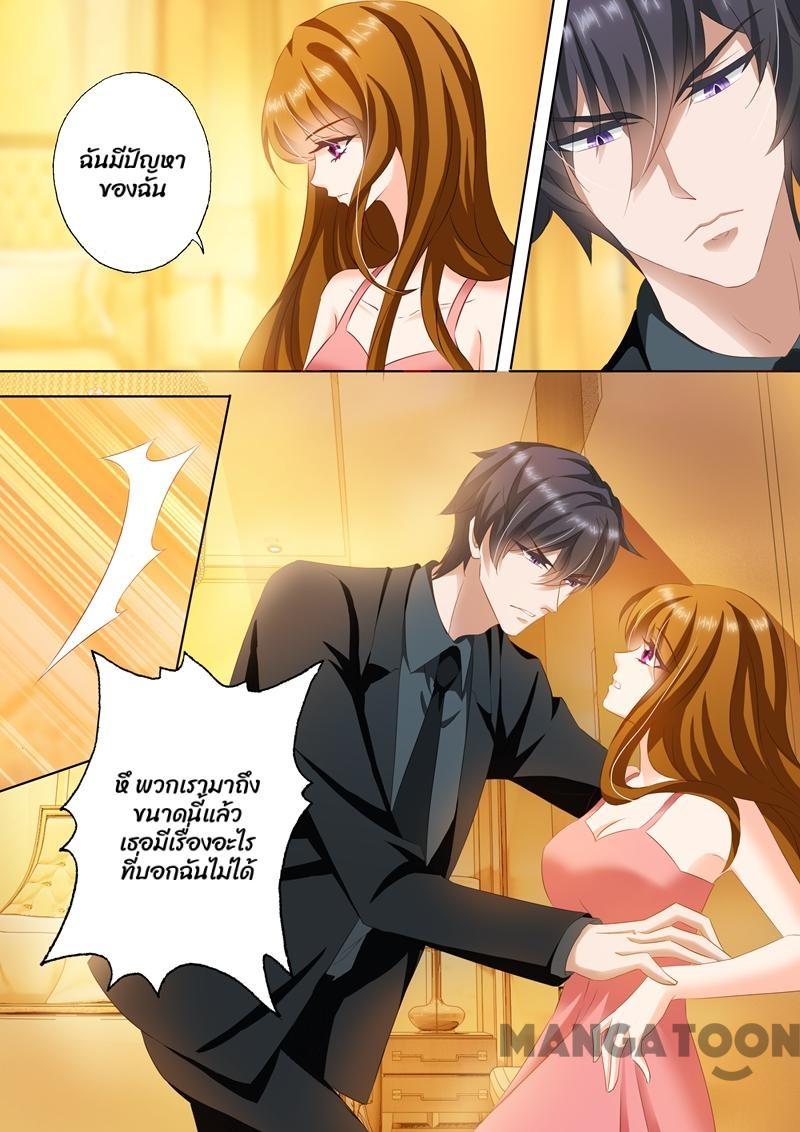 ฉันมีปัญหา
ของฉัน
หึ พวกเรามาถึง
ขนาดนี้แล้ว
เธอมีเรื่องอะไร
ที่บอกฉันไม่ได้
MANGATOON